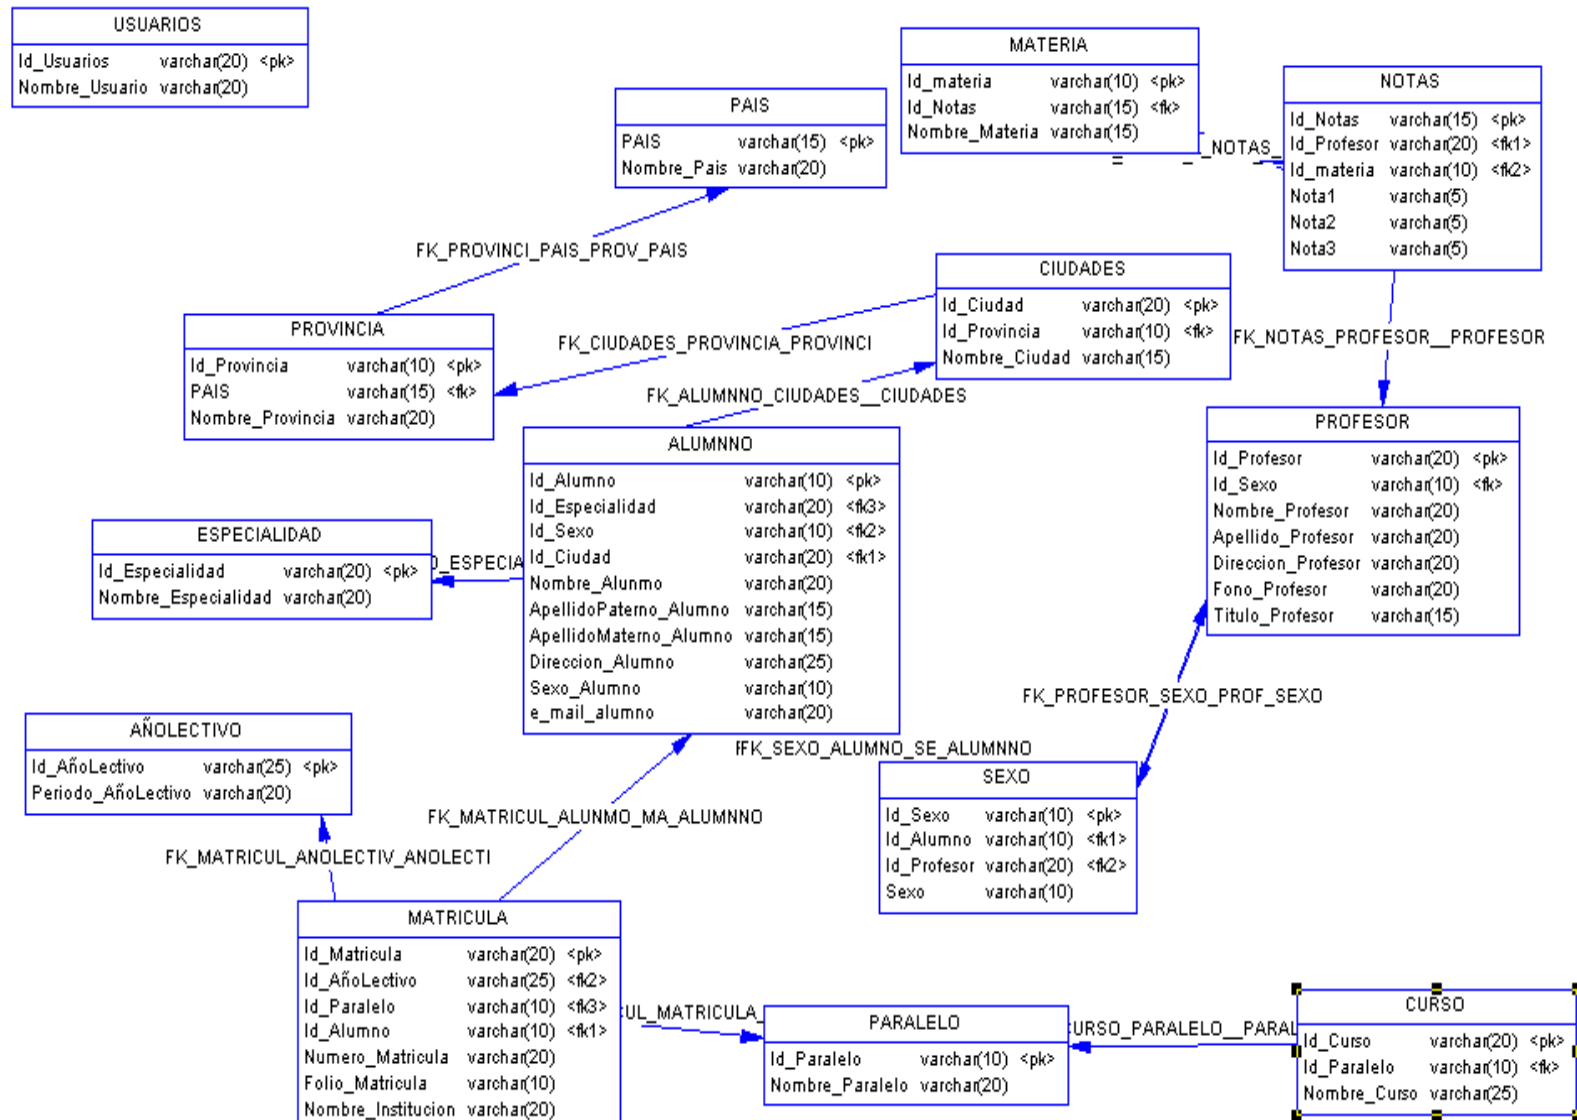 USUARIOS
Id_Usuarios varchar(20) <pk>
Nombre_Usuario varchar(20)
MATERIA
Id_materia varchar(10) <pk>
Id_Notas varchar(15) <fk>
Nombre_Materia varchar(15)
_NOTAS_
NOTAS
Id_Notas varchar(15) <pk>
Id_Profesor varchar(20) <fk1>
Id_materia varchar(10) <fk2>
Nota1 varchar(5)
Nota2 varchar(5)
Nota3 varchar(5)
PAIS
PAIS varchar(15) <pk>
Nombre_Pais varchar(20)
FK_PROVINCI_PAIS_PROV_PAIS
CIUDADES
Id_Ciudad varchar(20) <pk>
Id_Provincia varchar(10) <fk>
Nombre_Ciudad varchar(15)
PROVINCIA
Id_Provincia varchar(10) <pk>
PAIS varchar(15) <fk>
Nombre_Provincia varchar(20)
FK_CIUDADES_PROVINCIA_PROVINCI
FK_NOTAS_PROFESOR__PROFESOR
FK_ALUMNNO_CIUDADES__CIUDADES
PROFESOR
Id_Profesor varchar(20) <pk>
Id_Sexo varchar(10) <fk>
Nombre_Profesor varchar(20)
Apellido_Profesor varchar(20)
Direccion_Profesor varchar(20)
Fono_Profesor varchar(20)
Titulo_Profesor varchar(15)
ALUMNNO
Id_Alumno varchar(10) <pk>
Id_Especialidad varchar(20) <fk3>
Id_Sexo varchar(10) <fk2>
Id_Ciudad varchar(20) <fk1>
Nombre_Alunmo varchar(20)
ApellidoPaterno_Alumno varchar(15)
ApellidoMaterno_Alumno varchar(15)
Direccion_Alumno varchar(25)
Sexo_Alumno varchar(10)
e_mail_alumno varchar(20)
ESPECIALIDAD
Id_Especialidad varchar(20) <pk>
Nombre_Especialidad varchar(20)
O_ESPECIA
FK_PROFESOR_SEXO_PROF_SEXO
AÑOLECTIVO
Id_AñoLectivo varchar(25) <pk>
Periodo_AñoLectivo varchar(20)
FK_SEXO_ALUMNO_SE_ALUMNNO
SEXO
Id_Sexo varchar(10) <pk>
Id_Alumno varchar(10) <fk1>
Id_Profesor varchar(20) <fk2>
Sexo varchar(10)
FK_MATRICUL_ALUNMO_MA_ALUMNNO
FK_MATRICUL_ANOLECTIV_ANOLECTI
MATRICULA
Id_Matricula varchar(20) <pk>
Id_AñoLectivo varchar(25) <fk2>
Id_Paralelo varchar(10) <fk3>
Id_Alumno varchar(10) <fk1>
Numero_Matricula varchar(20)
Folio_Matricula varchar(10)
Nombre_Institucion varchar(20)
CUL_MATRICULA_
PARALELO
Id_Paralelo varchar(10) <pk>
Nombre_Paralelo varchar(20)
CURSO_PARALELO__PARAL
CURSO
Id_Curso varchar(20) <pk>
Id_Paralelo varchar(10) <fk>
Nombre_Curso varchar(25)